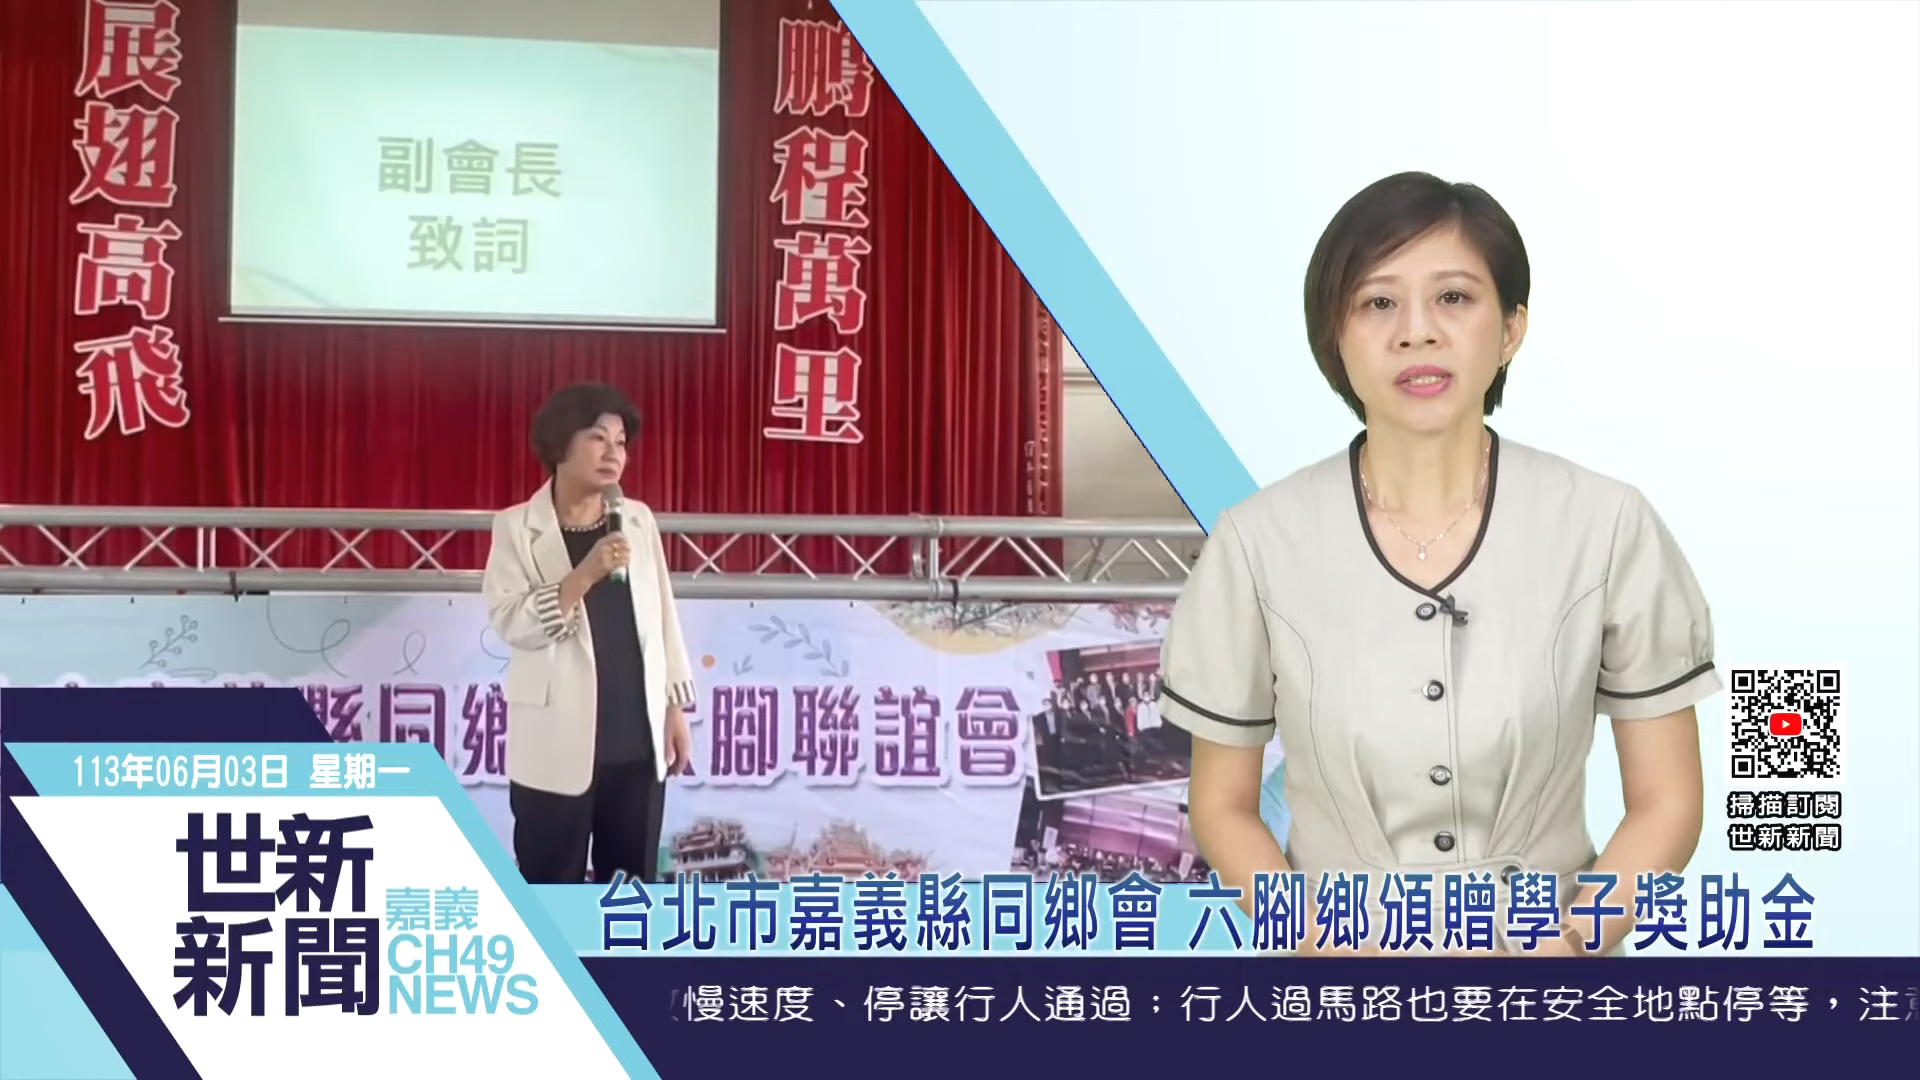 展翅高飛
副會長
致詞
鵬程萬里
縣同鄉
腳聯誼會
113年06月03日 星期一
世新
新聞
嘉義
CH49
NEWS
掃描訂閱
世新新聞
台北市嘉義縣同鄉會 六腳鄉頒贈學子獎助金
慢速度、停讓行人通過；行人過馬路也要在安全地點停等，注